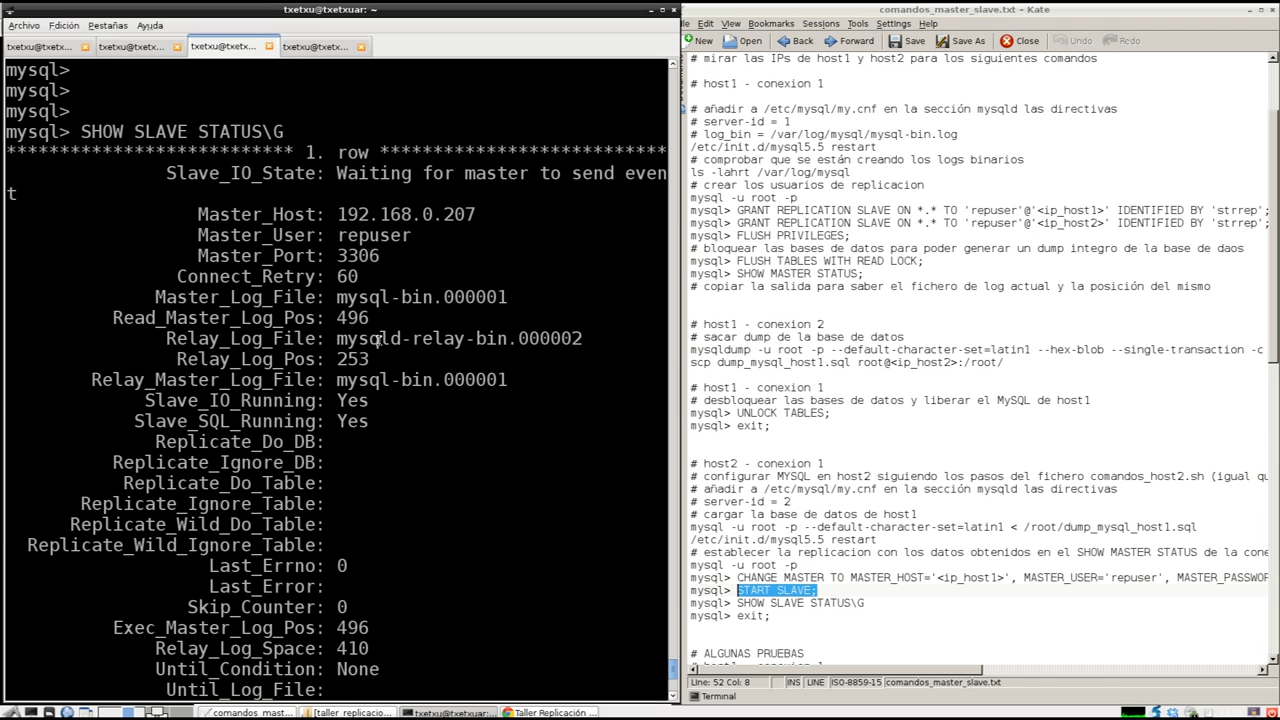 txetxu@txetxuar: ~
Archivo Edición Pestañas Ayuda
txetxu@txetx...
txetxu@txetx...
txetxu@txetx...
txetxu@txetx...
mysql>
mysql>
mysql>
mysql> SHOW SLAVE STATUS\G
*************************** 1. row ***************************
Slave_IO_State: Waiting for master to send even
t
Master_Host: 192.168.0.207
Master_User: repuser
Master_Port: 3306
Connect_Retry: 60
Master_Log_File: mysql-bin.000001
Read_Master_Log_Pos: 496
Relay_Log_File: mysqld-relay-bin.000002
Relay_Log_Pos: 253
Relay_Master_Log_File: mysql-bin.000001
Slave_IO_Running: Yes
Slave_SQL_Running: Yes
Replicate_Do_DB:
Replicate_Ignore_DB:
Replicate_Do_Table:
Replicate_Ignore_Table:
Replicate_Wild_Do_Table:
Replicate_Wild_Ignore_Table:
Last_Errno: 0
Last_Error:
Skip_Counter: 0
Exec_Master_Log_Pos: 496
Relay_Log_Space: 410
Until_Condition: None
Until_Log_File:
comandos_master_slave.txt - Kate
Edit View Bookmarks Sessions Tools Settings Help
New Open Back Forward Save Save As Close Undo Redo
# mirar las IPs de host1 y host2 para los siguientes comandos
# host1 - conexion 1
# añadir a /etc/mysql/my.cnf en la sección mysqld las directivas
# server-id = 1
# log_bin = /var/log/mysql/mysql-bin.log
/etc/init.d/mysql5.5 restart
# comprobar que se están creando los logs binarios
ls -lahrt /var/log/mysql
# crear los usuarios de replicacion
mysql -u root -p
mysql> GRANT REPLICATION SLAVE ON *.* TO 'repuser'@'<ip_host1>' IDENTIFIED BY 'strrep';
mysql> GRANT REPLICATION SLAVE ON *.* TO 'repuser'@'<ip_host2>' IDENTIFIED BY 'strrep';
mysql> FLUSH PRIVILEGES;
# bloquear las bases de datos para poder generar un dump integro de la base de daos
mysql> FLUSH TABLES WITH READ LOCK;
mysql> SHOW MASTER STATUS;
# copiar la salida para saber el fichero de log actual y la posición del mismo
# host1 - conexion 2
# sacar dump de la base de datos
mysqldump -u root -p --default-character-set=latin1 --hex-blob --single-transaction -c
scp dump_mysql_host1.sql root@<ip_host2>:/root/
# host1 - conexion 1
# desbloquear las bases de datos y liberar el MySQL de host1
mysql> UNLOCK TABLES;
mysql> exit;
# host2 - conexion 1
# configurar MYSQL en host2 siguiendo los pasos del fichero comandos_host2.sh (igual qu
# añadir a /etc/mysql/my.cnf en la sección mysqld las directivas
# server-id = 2
# cargar la base de datos de host1
mysql -u root -p --default-character-set=latin1 < /root/dump_mysql_host1.sql
/etc/init.d/mysql5.5 restart
# establecer la replicacion con los datos obtenidos en el SHOW MASTER STATUS de la cone
mysql -u root -p
mysql> CHANGE MASTER TO MASTER_HOST='<ip_host1>', MASTER_USER='repuser', MASTER_PASSWOR
mysql> START SLAVE;
mysql> SHOW SLAVE STATUS\G
mysql> exit;
# ALGUNAS PRUEBAS
Line: 52 Col: 8 INS LINE ISO-8859-15 comandos_master_slave.txt
Terminal
comandos_mast... [taller_replicacio... txetxu@txetxuar:... Taller Replicación ...